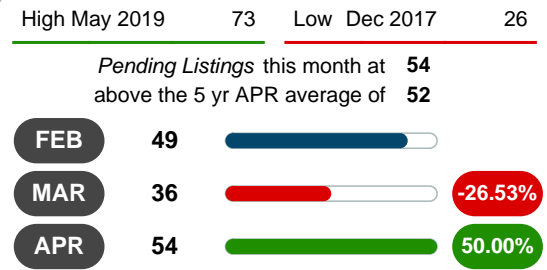 High May 2019 73 Low Dec 2017 26
Pending Listings this month at 54
above the 5 yr APR average of 52
FEB 49
MAR 36 -26.53%
APR 54 50.00%